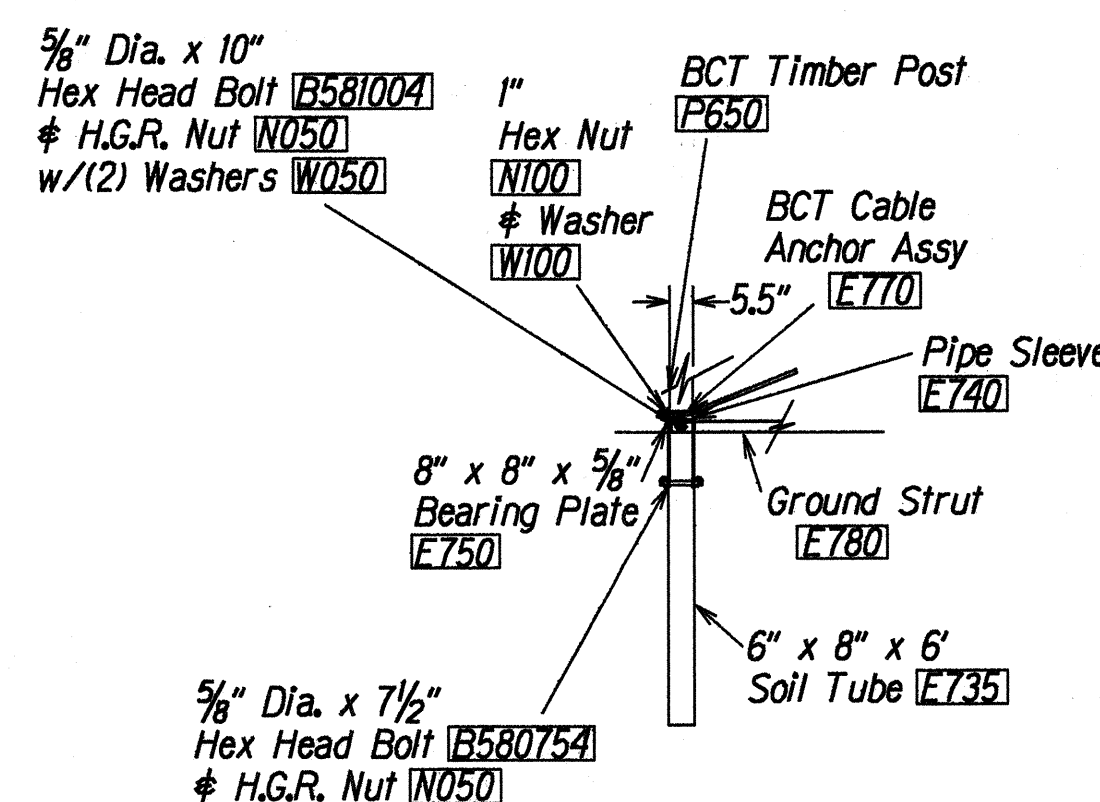 5/8" Dia. x 10"
Hex Head Bolt B581004
& H.G.R. Nut N050
w/(2) Washers W050
1"
Hex Nut
N100
& Washer
W100
BCT Timber Post
P650
BCT Cable
Anchor Assy
E770
5.5"
Pipe Sleeve
E740
8" x 8" x 5/8"
Bearing Plate
E750
Ground Strut
E780
6" x 8" x 6'
Soil Tube E735
5/8" Dia. x 7 1/2"
Hex Head Bolt B580754
& H.G.R. Nut N050